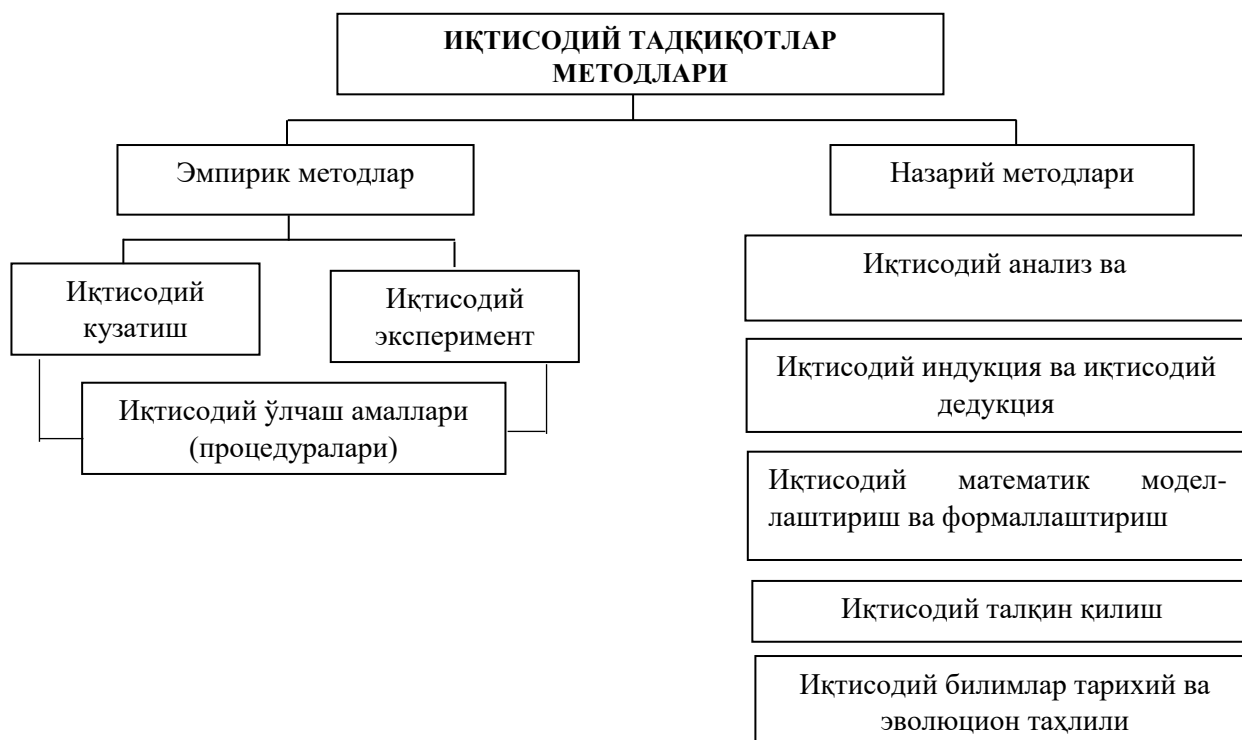 ИҚТИСОДИЙ ТАДҚИҚОТЛАР
МЕТОДЛАРИ
Эмпирик методлар
Назарий методлари
Иқтисодий
кузатиш
Иқтисодий
эксперимент
Иқтисодий ўлчаш амаллари
(процедуралари)
Иқтисодий анализ ва
Иқтисодий индукция ва иқтисодий
дедукция
Иқтисодий математик модел-
лаштириш ва формаллаштириш
Иқтисодий талқин қилиш
Иқтисодий билимлар тарихий ва
эволюцион таҳлили